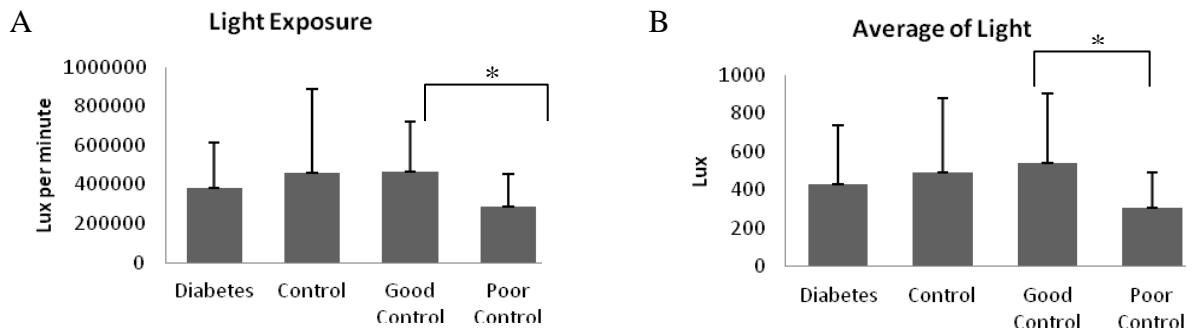 A
Light Exposure
Lux per minute
1000000
800000
600000
400000
200000
0
*
Diabetes
Control
Good
Control
Poor
Control
B
Average of Light
Lux
1000
800
600
400
200
0
*
Diabetes
Control
Good
Control
Poor
Control